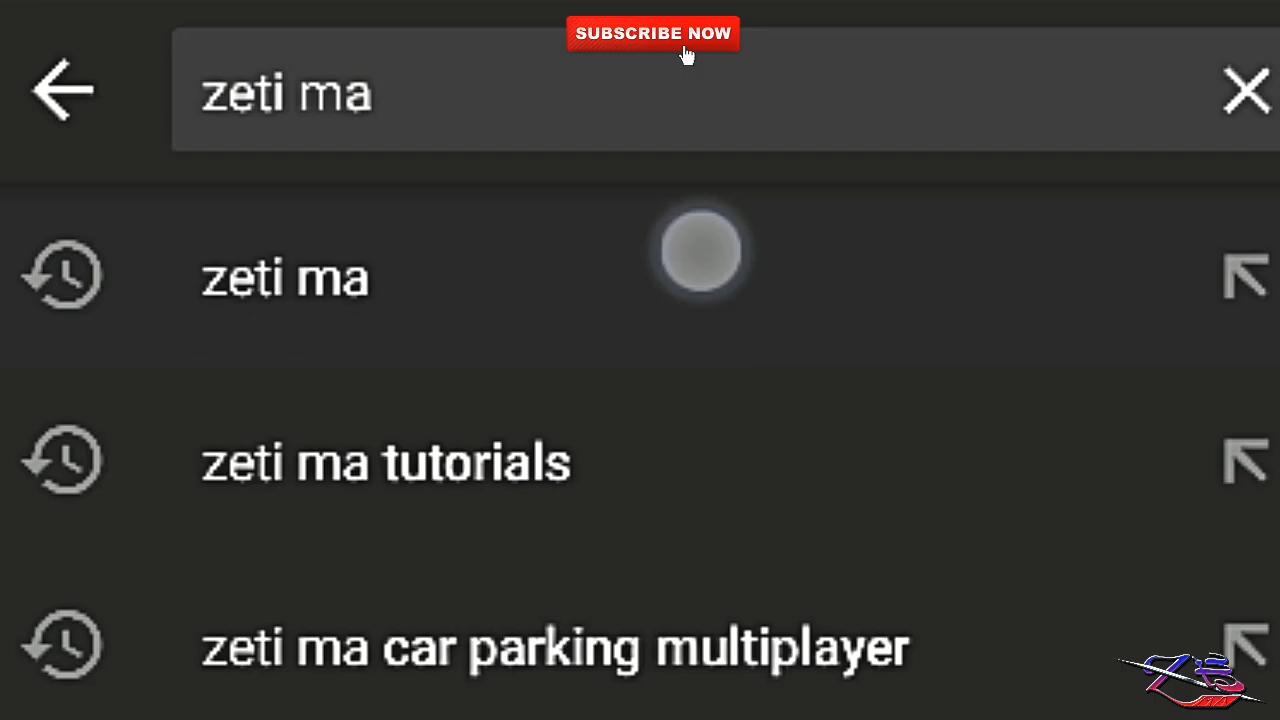 SUBSCRIBE NOW
zeti ma
zeti ma
zeti ma tutorials
zeti ma car parking multiplayer